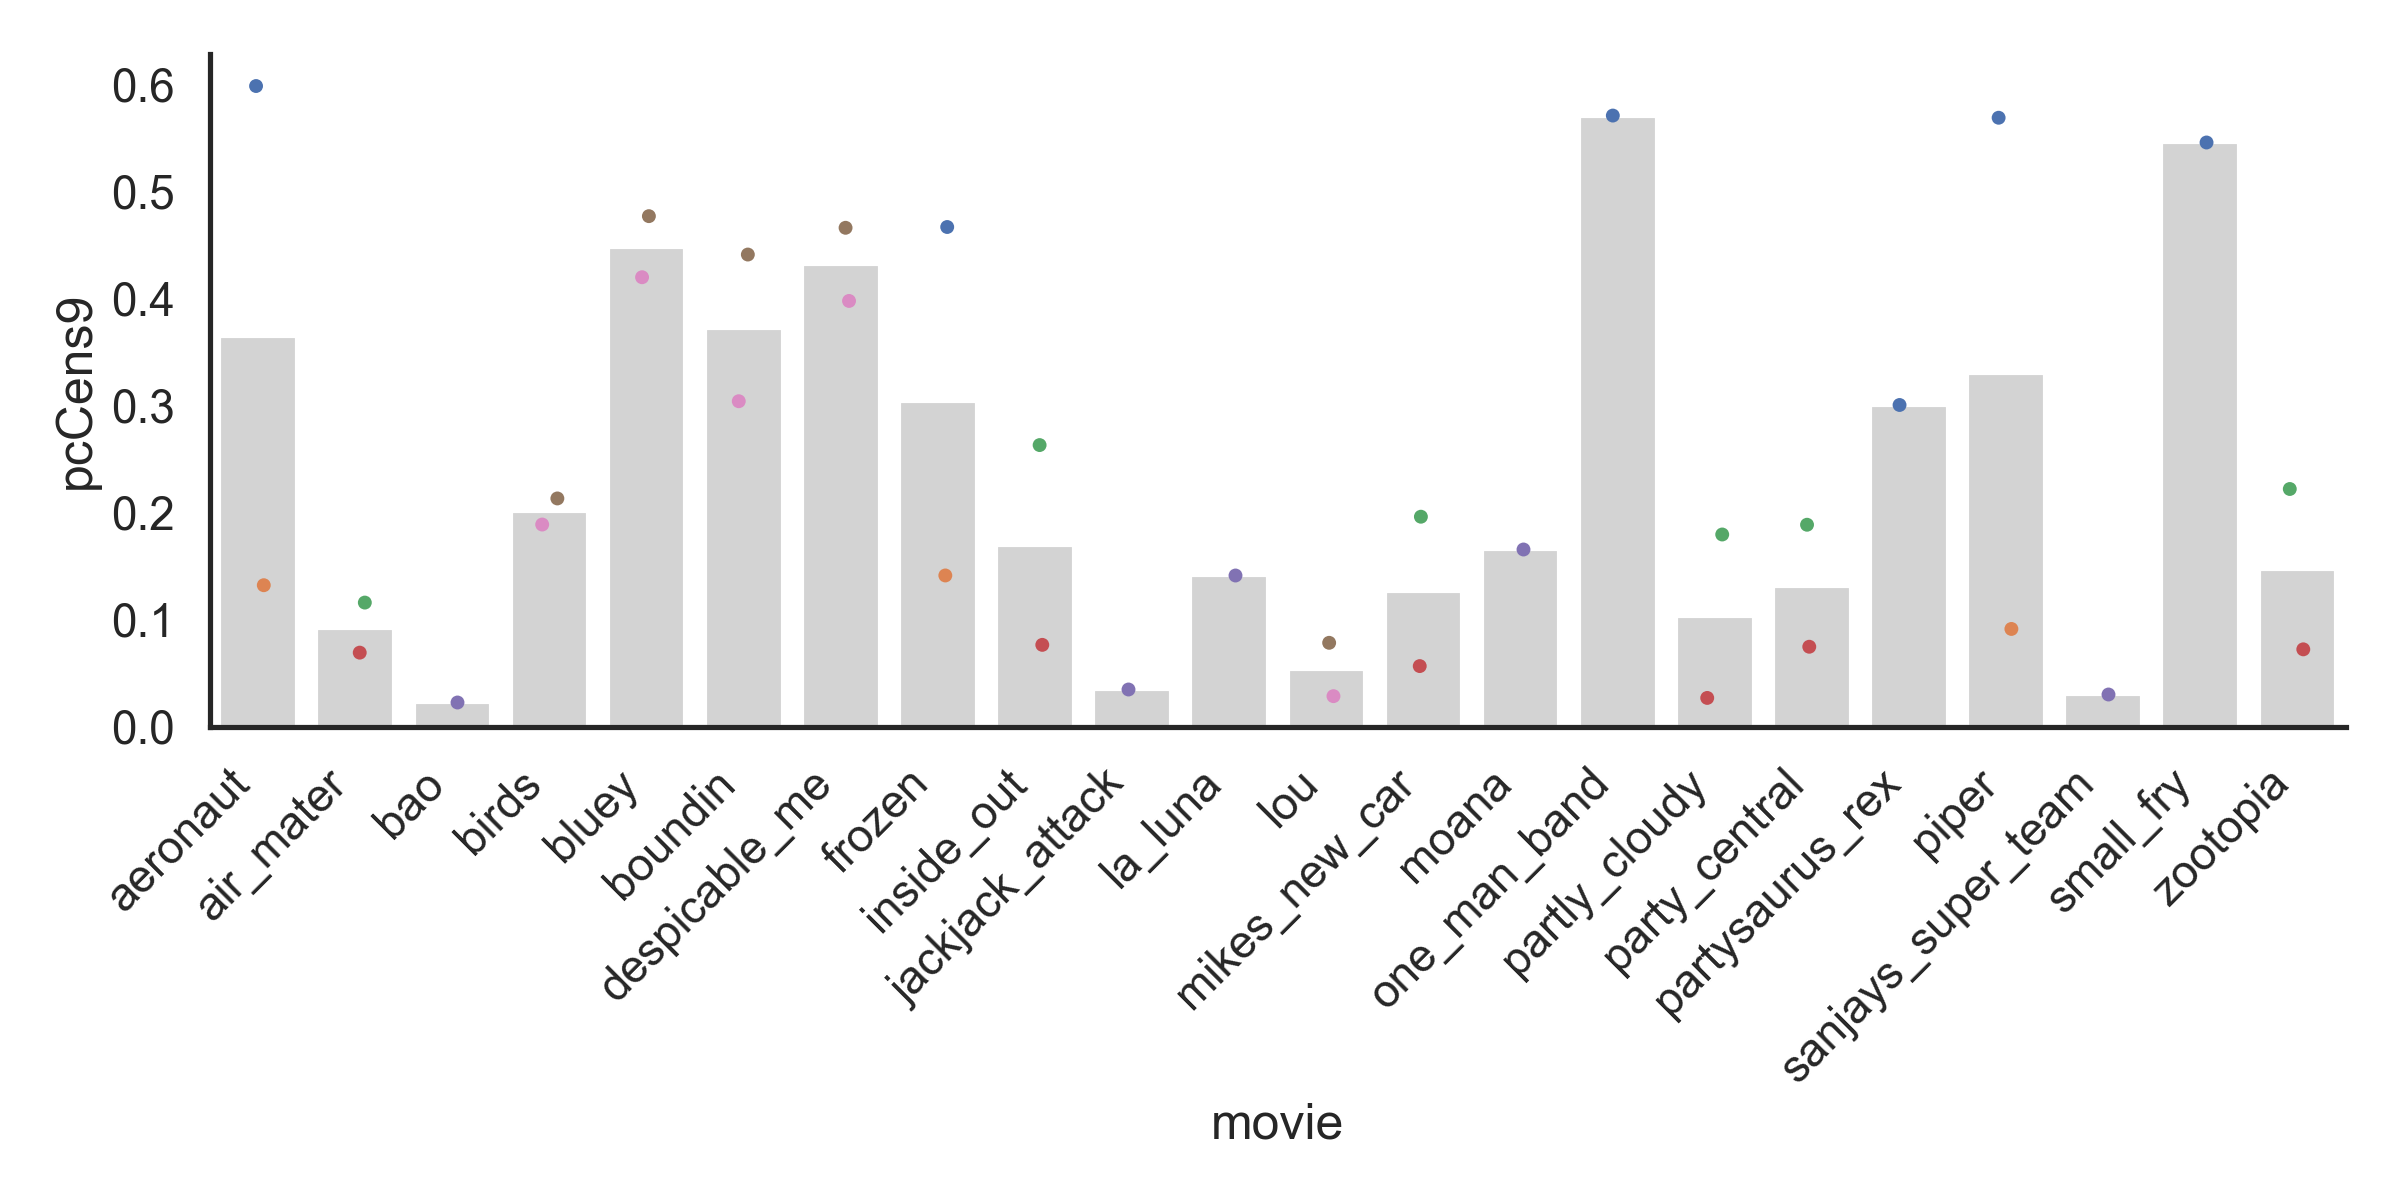 pcCens9
0.6
0.5
0.4
0.3
0.2
0.1
0.0
aeronaut
air_mater
bao
birds
bluey
boundin
despicable_me
frozen
inside_out
jackjack_attack
la_luna
lou
mikes_new_car
moana
one_man_band
partly_cloudy
party_central
partysaurus_rex
piper
sanjays_super_team
small_fry
zootopia
movie